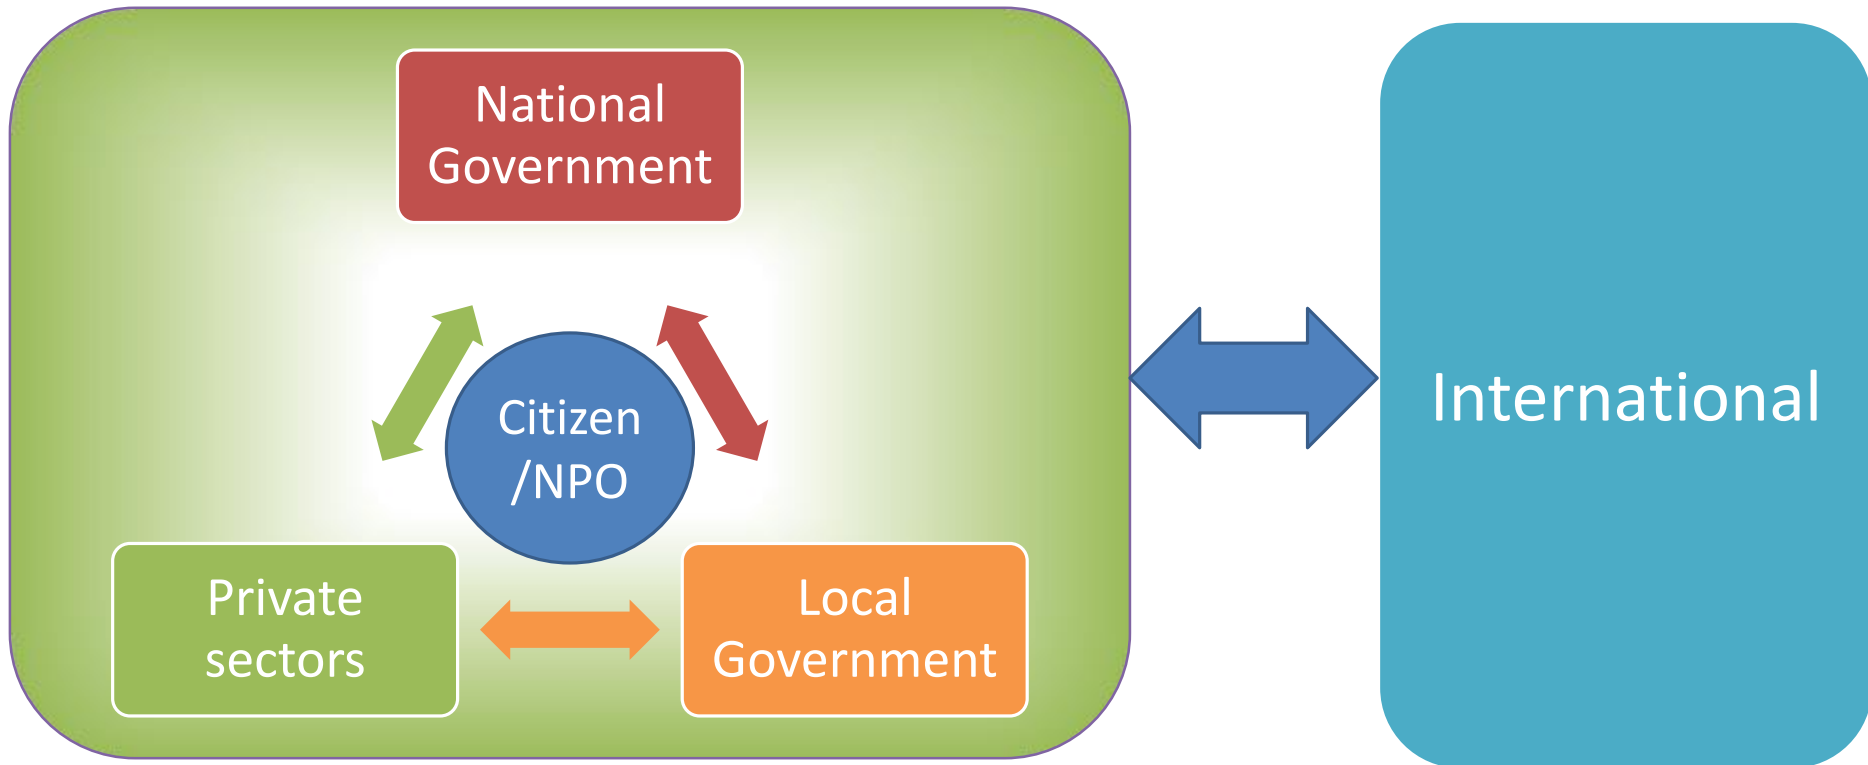 National
Government
Citizen
/NPO
Private
sectors
Local
Government
International